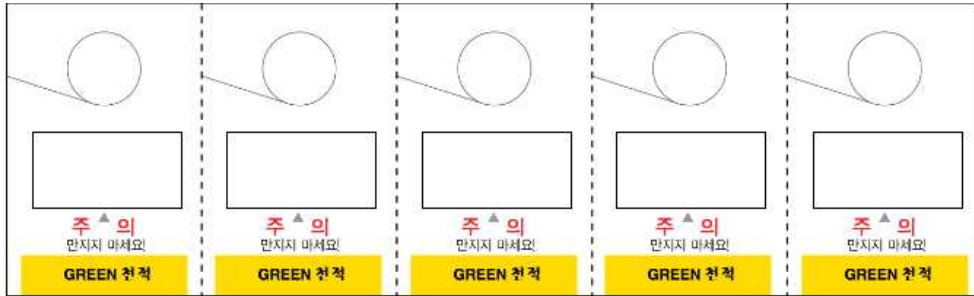 주 의 주 의 주 의 주 의 주 의
만지지 마세요! 만지지 마세요! 만지지 마세요! 만지지 마세요! 만지지 마세요!
GREEN 천적 GREEN 천적 GREEN 천적 GREEN 천적 GREEN 천적